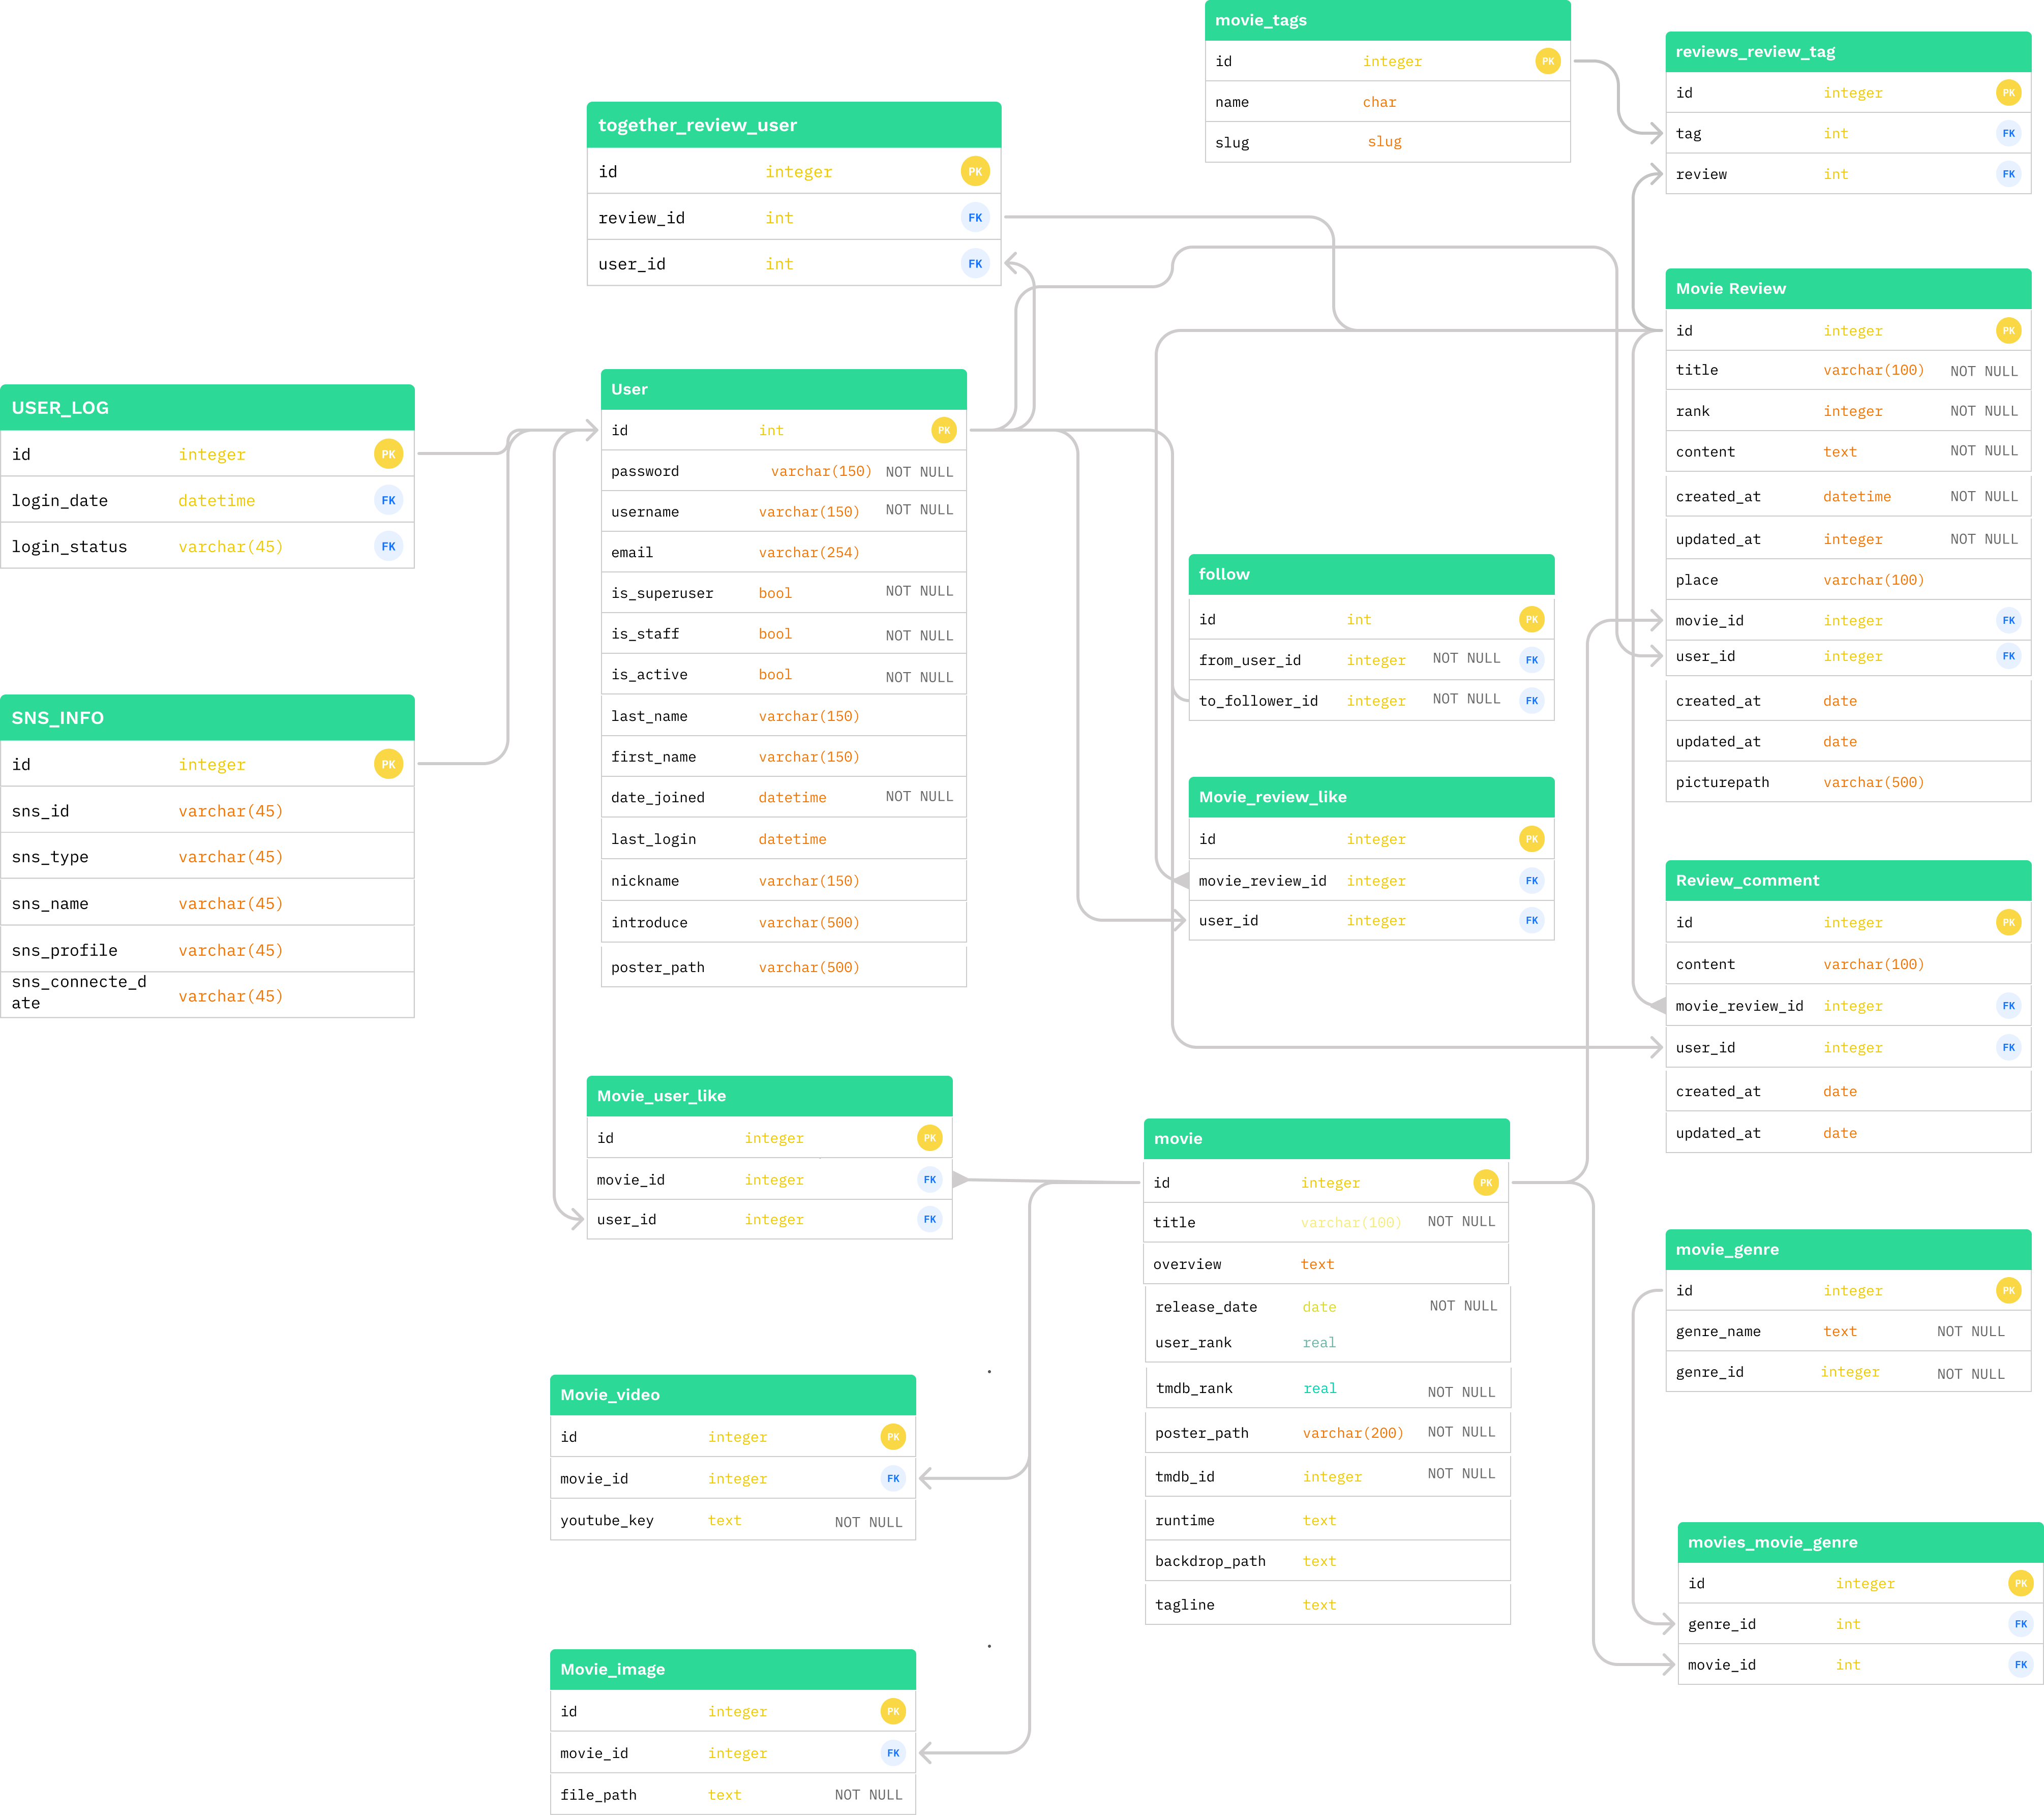 movie_tags
id integer PK
name char
slug slug
reviews_review_tag
id integer PK
tag int FK
review int FK
together_review_user
id integer PK
review_id int FK
user_id int FK
Movie Review
id integer PK
title varchar(100) NOT NULL
rank integer NOT NULL
content text NOT NULL
created_at datetime NOT NULL
updated_at integer NOT NULL
place varchar(100)
movie_id integer FK
user_id integer FK
created_at date
updated_at date
picturepath varchar(500)
USER_LOG
id integer PK
login_date datetime FK
login_status varchar(45) FK
User
id int PK
password varchar(150) NOT NULL
username varchar(150) NOT NULL
email varchar(254)
is_superuser bool NOT NULL
is_staff bool NOT NULL
is_active bool NOT NULL
last_name varchar(150)
first_name varchar(150)
date_joined datetime NOT NULL
last_login datetime
nickname varchar(150)
introduce varchar(500)
poster_path varchar(500)
follow
id int PK
from_user_id integer NOT NULL FK
to_follower_id integer NOT NULL FK
SNS_INFO
id integer PK
sns_id varchar(45)
sns_type varchar(45)
sns_name varchar(45)
sns_profile varchar(45)
sns_connecte_d
ate varchar(45)
Movie_review_like
id integer PK
movie_review_id integer FK
user_id integer FK
Review_comment
id integer PK
content varchar(100)
movie_review_id integer FK
user_id integer FK
created_at date
updated_at date
Movie_user_like
id integer PK
movie_id integer FK
user_id integer FK
movie
id integer PK
title varchar(100) NOT NULL
overview text
release_date date NOT NULL
user_rank real
tmdb_rank real NOT NULL
poster_path varchar(200) NOT NULL
tmdb_id integer NOT NULL
runtime text
backdrop_path text
tagline text
movie_genre
id integer PK
genre_name text NOT NULL
genre_id integer NOT NULL
Movie_video
id integer PK
movie_id integer FK
youtube_key text NOT NULL
movies_movie_genre
id integer PK
genre_id int FK
movie_id int FK
Movie_image
id integer PK
movie_id integer FK
file_path text NOT NULL